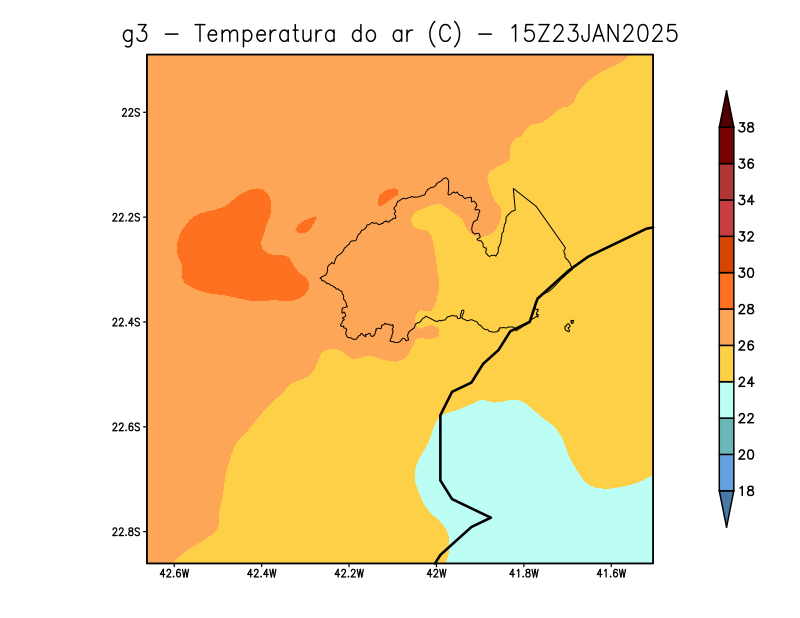 g3 – Temperatura do ar (C) – 15Z23JAN2025
22S
22.2S
22.4S
22.6S
22.8S
42.6W
42.4W
42.2W
42W
41.8W
41.6W
38
36
34
32
30
28
26
24
22
20
18